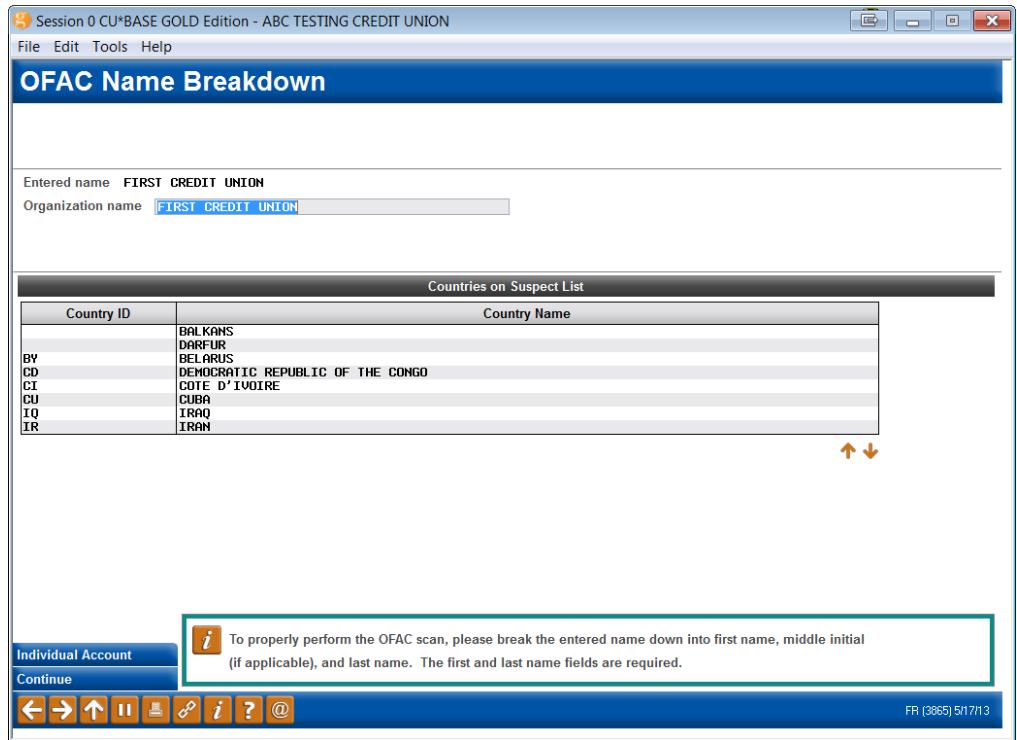 Session 0 CU*BASE GOLD Edition - ABC TESTING CREDIT UNION
File Edit Tools Help
OFAC Name Breakdown
Entered name FIRST CREDIT UNION
Organization name FIRST CREDIT UNION
Countries on Suspect List
Country ID Country Name
BALKANS
DARFUR
BY BELARUS
CD DEMOCRATIC REPUBLIC OF THE CONGO
CI COTE D'IVOIRE
CU CUBA
IQ IRAQ
IR IRAN
To properly perform the OFAC scan, please break the entered name down into first name, middle initial
(if applicable), and last name. The first and last name fields are required.
Individual Account
Continue
FR (3865) 5/17/13